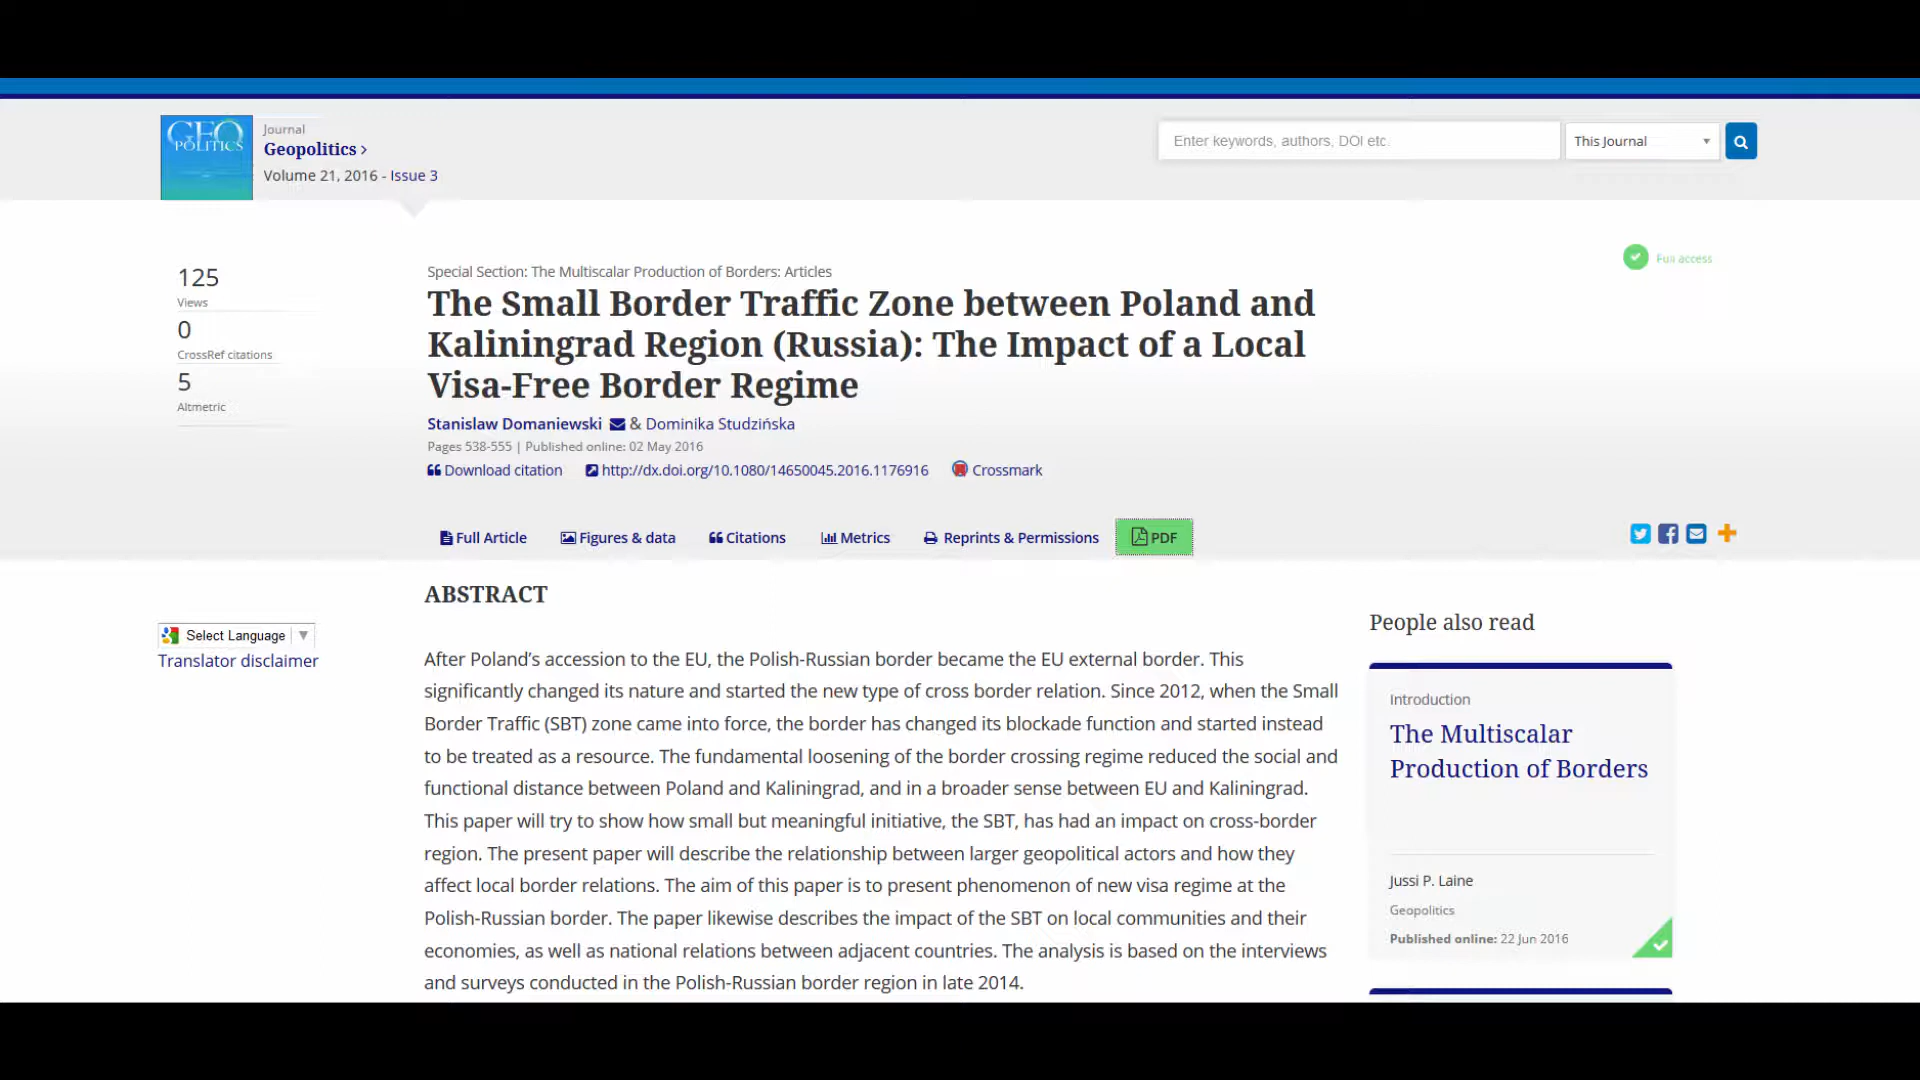 GEO
POLITICS
Journal
Geopolitics >
Volume 21, 2016 - Issue 3
Enter keywords, authors, DOI etc.
This Journal
125
Views
0
CrossRef citations
5
Altmetric
Special Section: The Multiscalar Production of Borders: Articles
The Small Border Traffic Zone between Poland and
Kaliningrad Region (Russia): The Impact of a Local
Visa-Free Border Regime
Stanislaw Domaniewski & Dominika Studzińska
Pages 538-555 | Published online: 02 May 2016
Download citation http://dx.doi.org/10.1080/14650045.2016.1176916 Crossmark
Full access
Full Article Figures & data Citations Metrics Reprints & Permissions PDF
Select Language
Translator disclaimer
ABSTRACT
After Poland’s accession to the EU, the Polish-Russian border became the EU external border. This
significantly changed its nature and started the new type of cross border relation. Since 2012, when the Small
Border Traffic (SBT) zone came into force, the border has changed its blockade function and started instead
to be treated as a resource. The fundamental loosening of the border crossing regime reduced the social and
functional distance between Poland and Kaliningrad, and in a broader sense between EU and Kaliningrad.
This paper will try to show how small but meaningful initiative, the SBT, has had an impact on cross-border
region. The present paper will describe the relationship between larger geopolitical actors and how they
affect local border relations. The aim of this paper is to present phenomenon of new visa regime at the
Polish-Russian border. The paper likewise describes the impact of the SBT on local communities and their
economies, as well as national relations between adjacent countries. The analysis is based on the interviews
and surveys conducted in the Polish-Russian border region in late 2014.
People also read
Introduction
The Multiscalar
Production of Borders
Jussi P. Laine
Geopolitics
Published online: 22 Jun 2016